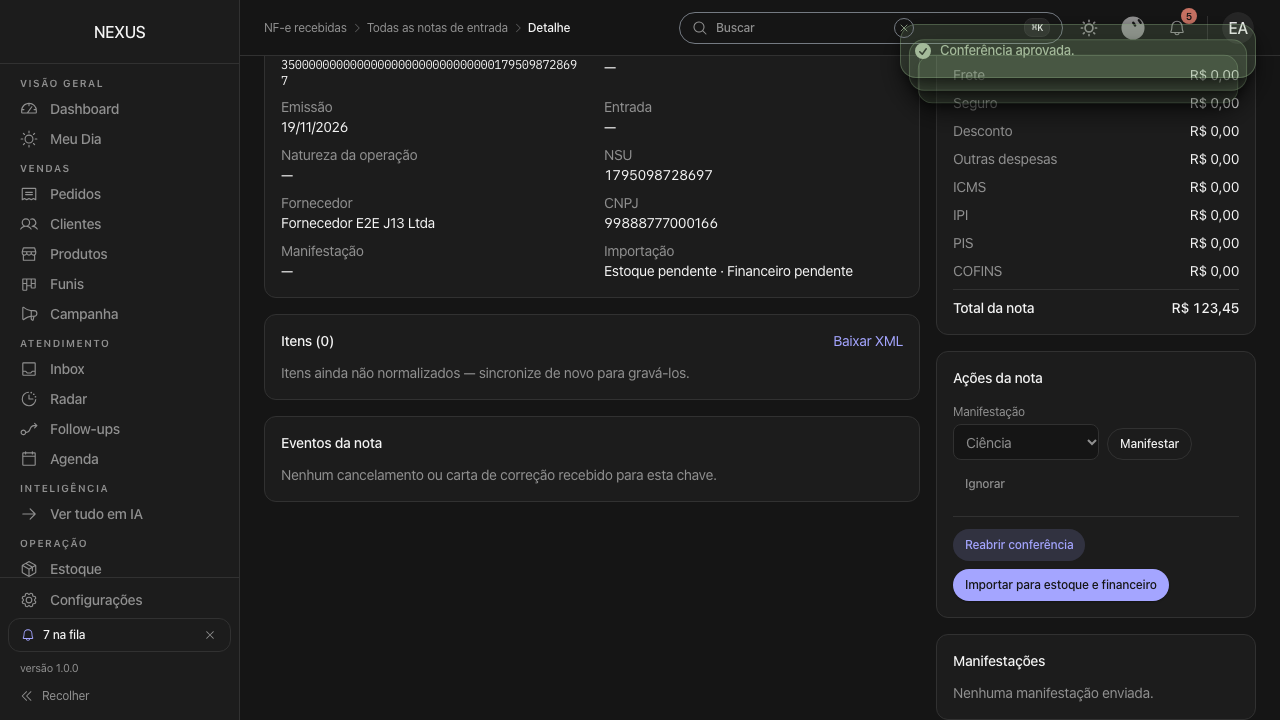 NEXUS
VISÃO GERAL
Dashboard
Meu Dia
VENDAS
Pedidos
Clientes
Produtos
Funis
Campanha
ATENDIMENTO
Inbox
Radar
Follow-ups
Agenda
INTELIGÊNCIA
Ver tudo em IA
OPERAÇÃO
Estoque
Configurações
7 na fila
versão 1.0.0
Recolher
NF-e recebidas > Todas as notas de entrada > Detalhe
Buscar
⌘K
5
EA
Conferência aprovada.
—
7
Emissão
19/11/2026
Entrada
—
Natureza da operação
—
NSU
1795098728697
Fornecedor
Fornecedor E2E J13 Ltda
CNPJ
99888777000166
Manifestação
—
Importação
Estoque pendente · Financeiro pendente
Itens (0)
Baixar XML
Itens ainda não normalizados — sincronize de novo para gravá-los.
Eventos da nota
Nenhum cancelamento ou carta de correção recebido para esta chave.
Frete R$ 0,00
Seguro R$ 0,00
Desconto R$ 0,00
Outras despesas R$ 0,00
ICMS R$ 0,00
IPI R$ 0,00
PIS R$ 0,00
COFINS R$ 0,00
Total da nota R$ 123,45
Ações da nota
Manifestação
Ciência
Manifestar
Ignorar
Reabrir conferência
Importar para estoque e financeiro
Manifestações
Nenhuma manifestação enviada.